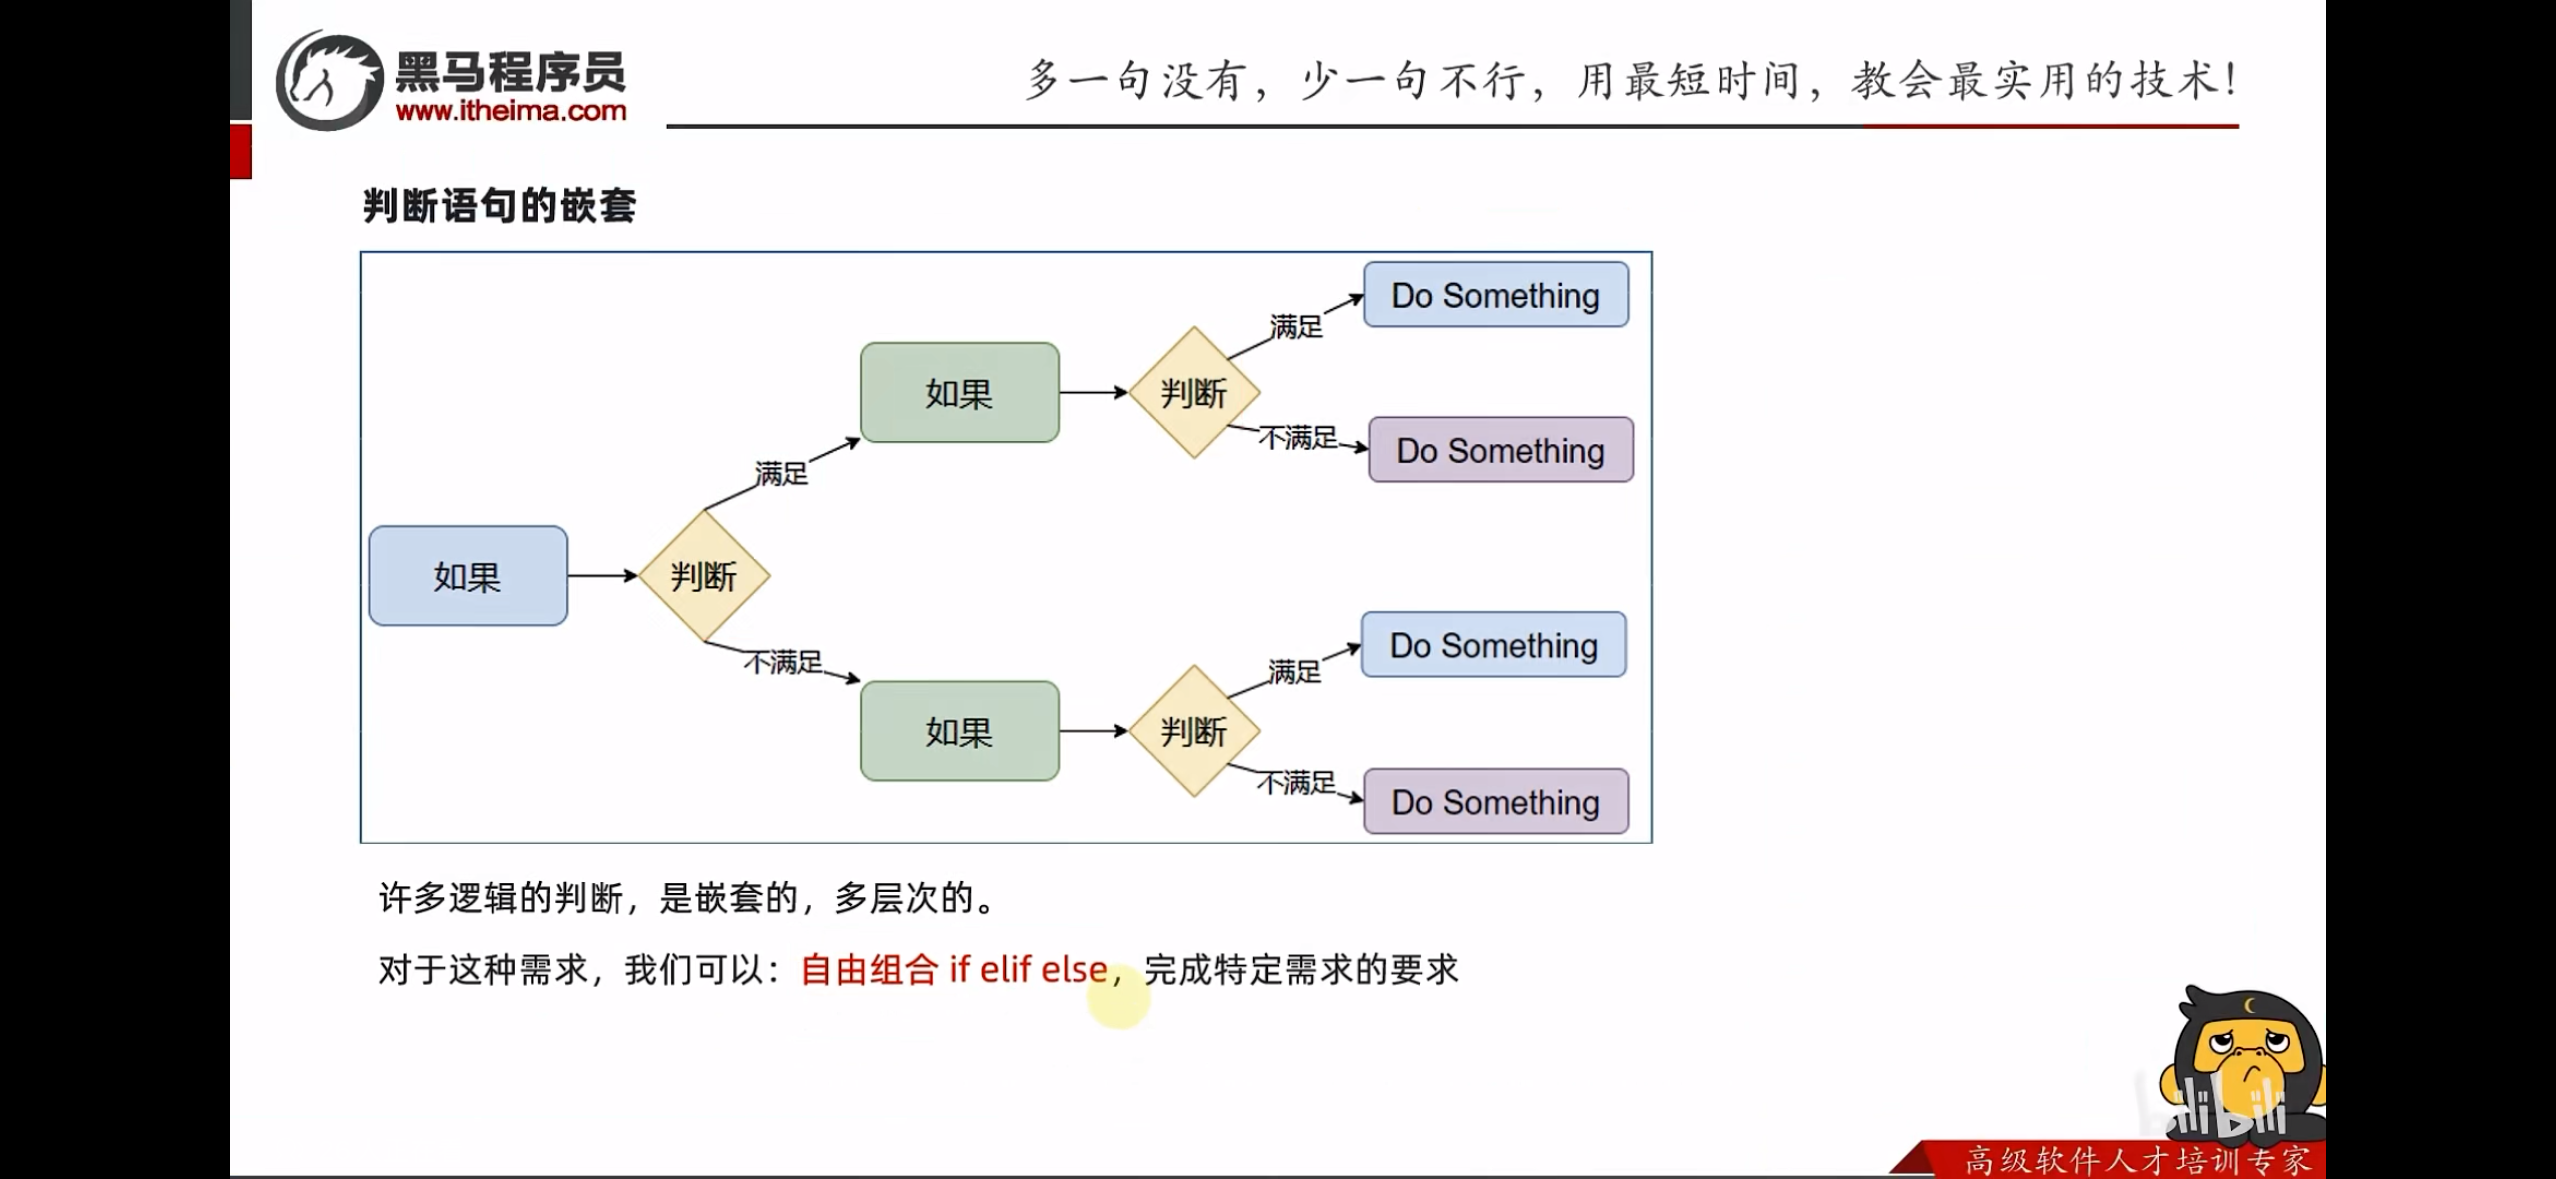 黑马程序员
www.itheima.com
多一句没有，少一句不行，用最短时间，教会最实用的技术！
判断语句的嵌套
Do Something
满足
如果
判断
不满足
Do Something
满足
如果
判断
不满足
Do Something
满足
如果
判断
不满足
Do Something
许多逻辑的判断，是嵌套的，多层次的。
对于这种需求，我们可以：自由组合 if elif else，完成特定需求的要求
bilibili
高级软件人才培训专家